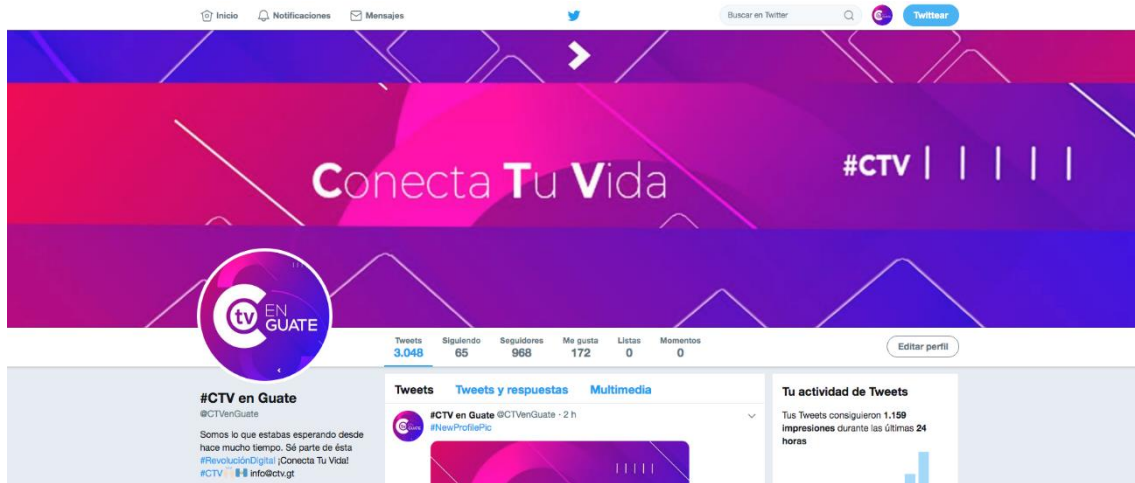 Inicio Notificaciones Mensajes Buscar en Twitter Twittear
Conecta Tu Vida
#CTV
tv EN
GUATE
Tweets Siguiendo Seguidores Me gusta Listas Momentos
3.048 65 968 172 0 0
Editar perfil
#CTV en Guate
@CTVenGuate
Somos lo que estabas esperando desde
hace mucho tiempo. Sé parte de ésta
#RevoluciónDigital ¡Conecta Tu Vida!
#CTV info@ctv.gt
Tweets Tweets y respuestas Multimedia
#CTV en Guate @CTVenGuate · 2 h
#NewProfilePic
Tu actividad de Tweets
Tus Tweets consiguieron 1.159
impresiones durante las últimas 24
horas